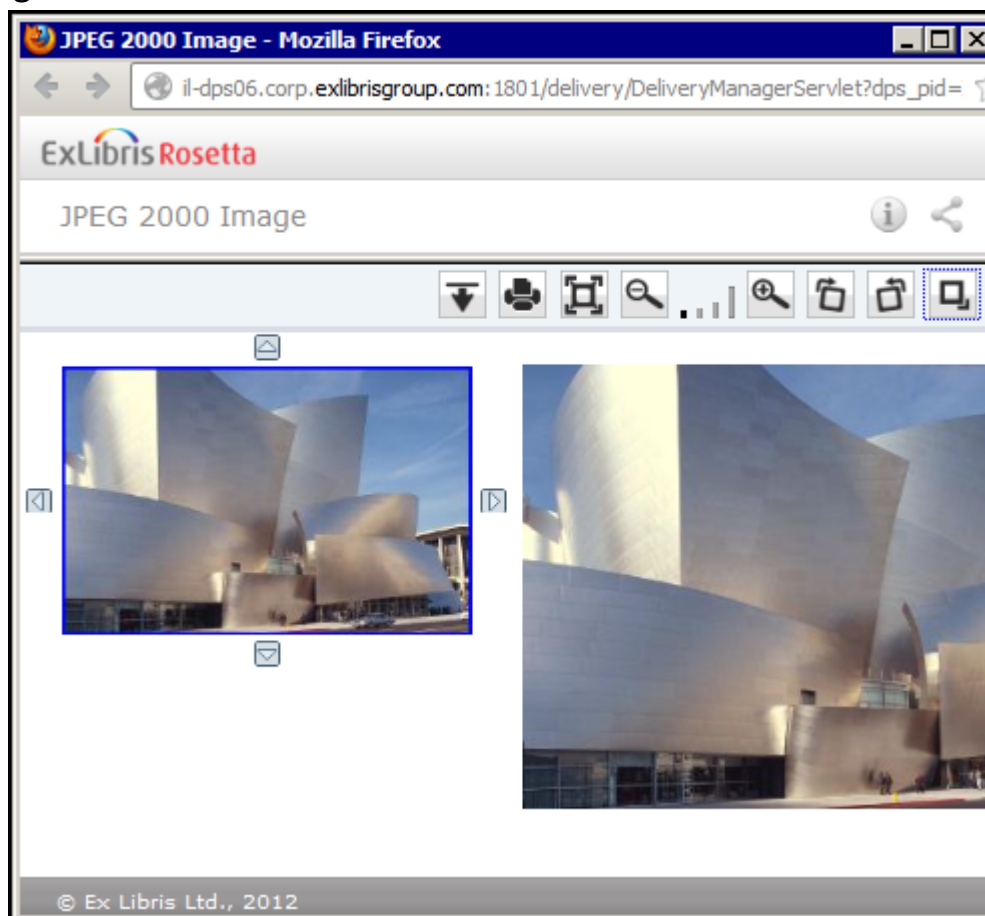 JPEG 2000 Image - Mozilla Firefox
il-dps06.corp.exlibrisgroup.com:1801/delivery/DeliveryManagerServlet?dps_pid=
ExLibris Rosetta
JPEG 2000 Image
© Ex Libris Ltd., 2012